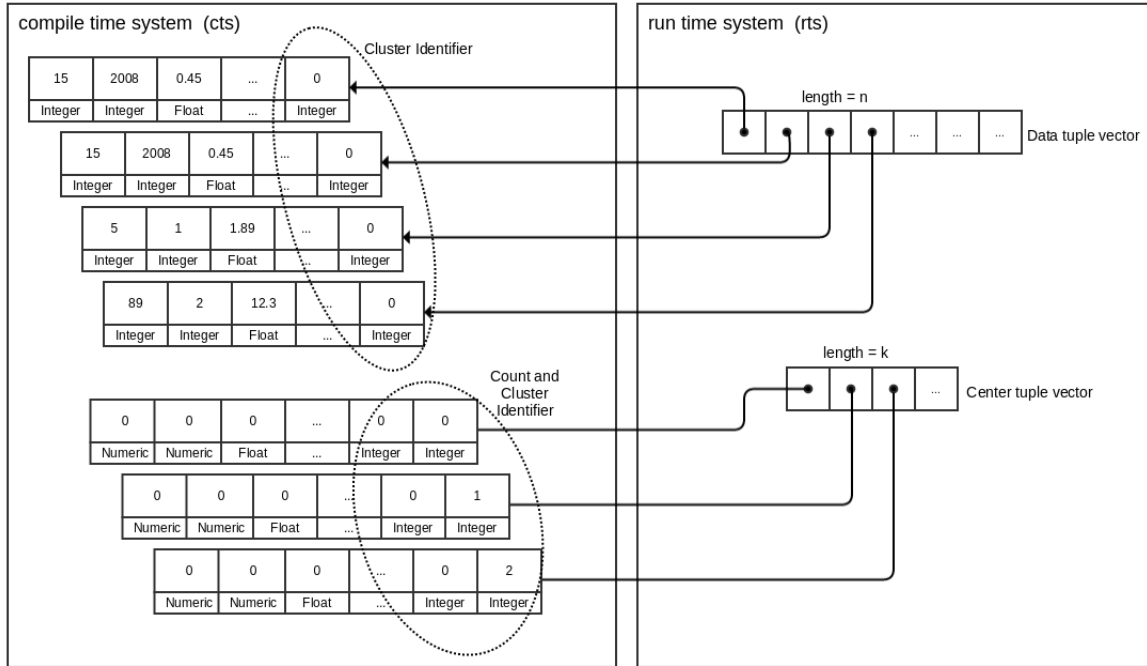 compile time system  (cts)
run time system  (rts)
Cluster Identifier
15 2008 0.45 ... 0
Integer Integer Float ... Integer
length = n
... ... ...
Data tuple vector
15 2008 0.45 ... 0
Integer Integer Float ... Integer
5 1 1.89 ... 0
Integer Integer Float ... Integer
89 2 12.3 ... 0
Integer Integer Float ... Integer
length = k
...
Center tuple vector
Count and
Cluster
Identifier
0 0 0 ... 0 0
Numeric Numeric Float ... Integer Integer
0 0 0 ... 0 1
Numeric Numeric Float ... Integer Integer
0 0 0 ... 0 2
Numeric Numeric Float ... Integer Integer